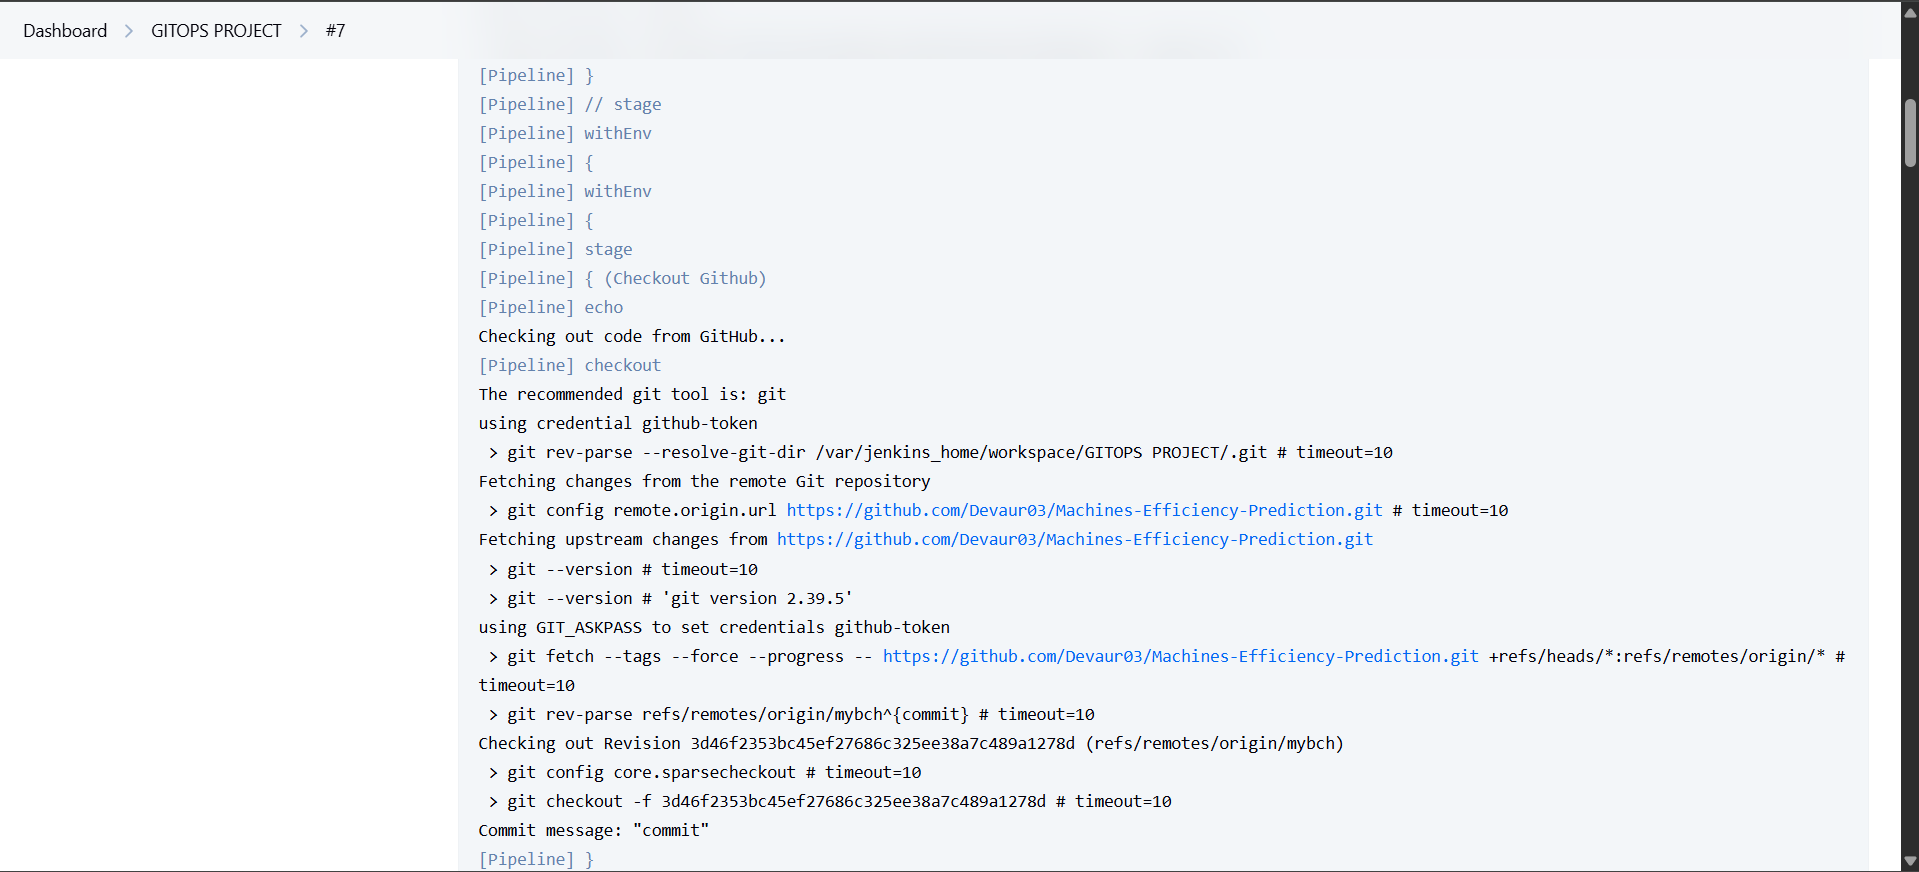 Dashboard > GITOPS PROJECT > #7
[Pipeline] }
[Pipeline] // stage
[Pipeline] withEnv
[Pipeline] {
[Pipeline] withEnv
[Pipeline] {
[Pipeline] stage
[Pipeline] { (Checkout Github)
[Pipeline] echo
Checking out code from GitHub...
[Pipeline] checkout
The recommended git tool is: git
using credential github-token
> git rev-parse --resolve-git-dir /var/jenkins_home/workspace/GITOPS PROJECT/.git # timeout=10
Fetching changes from the remote Git repository
> git config remote.origin.url https://github.com/Devaur03/Machines-Efficiency-Prediction.git # timeout=10
Fetching upstream changes from https://github.com/Devaur03/Machines-Efficiency-Prediction.git
> git --version # timeout=10
> git --version # 'git version 2.39.5'
using GIT_ASKPASS to set credentials github-token
> git fetch --tags --force --progress -- https://github.com/Devaur03/Machines-Efficiency-Prediction.git +refs/heads/*:refs/remotes/origin/* #
timeout=10
> git rev-parse refs/remotes/origin/mybch^{commit} # timeout=10
Checking out Revision 3d46f2353bc45ef27686c325ee38a7c489a1278d (refs/remotes/origin/mybch)
> git config core.sparsecheckout # timeout=10
> git checkout -f 3d46f2353bc45ef27686c325ee38a7c489a1278d # timeout=10
Commit message: "commit"
[Pipeline] }